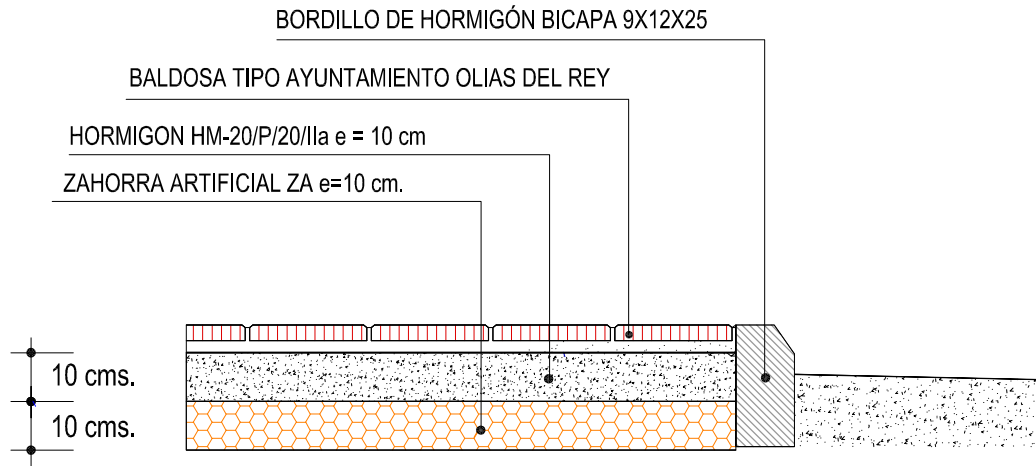 BORDILLO DE HORMIGÓN BICAPA 9X12X25
BALDOSA TIPO AYUNTAMIENTO OLIAS DEL REY
HORMIGON HM-20/P/20/IIa e = 10 cm
ZAHORRA ARTIFICIAL ZA e=10 cm.
10 cms.
10 cms.